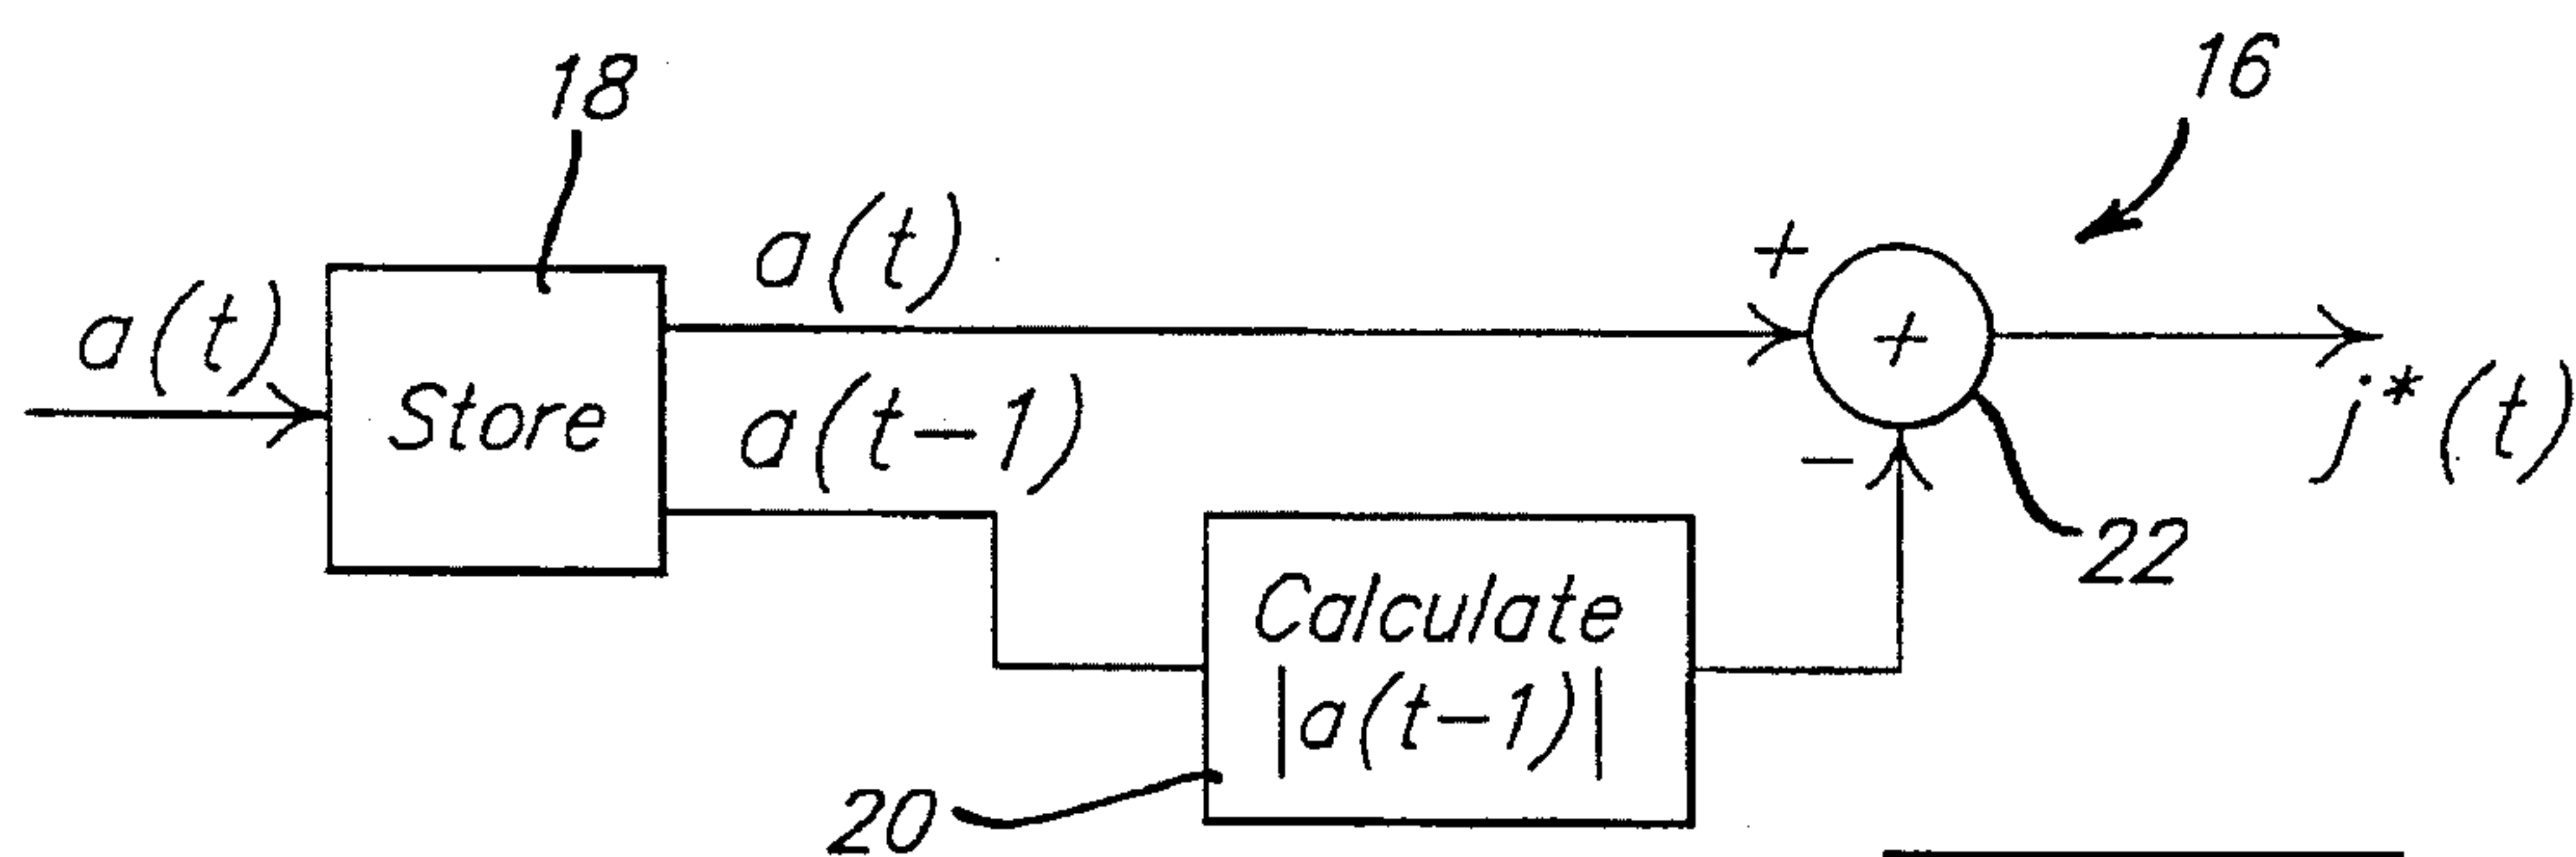 18
16
a(t)
+
a(t)
+
Store
a(t-1)
j*(t)
-
22
Calculate
|a(t-1)|
20